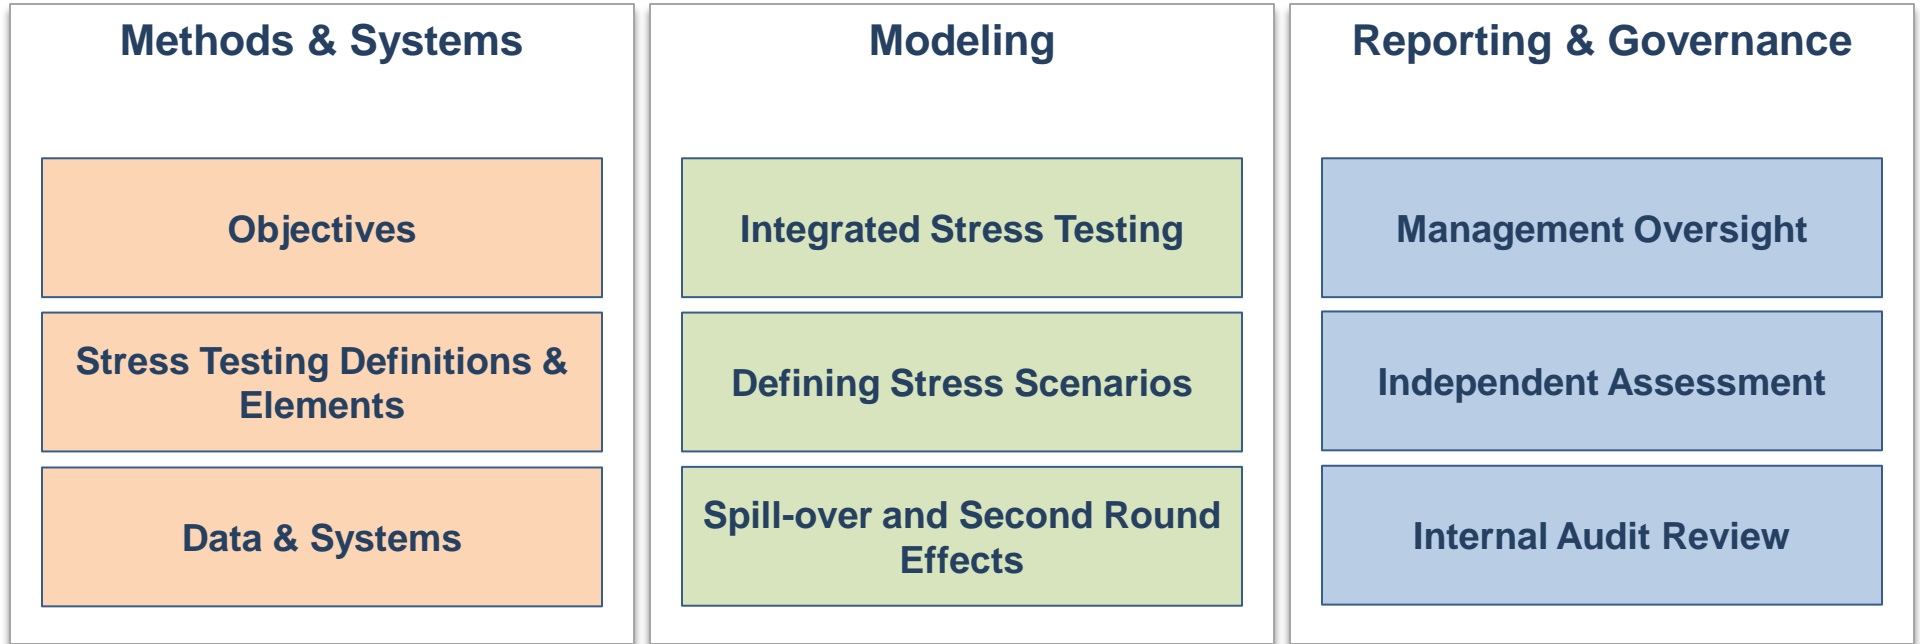 Methods & Systems
Objectives
Stress Testing Definitions &
Elements
Data & Systems
Modeling
Integrated Stress Testing
Defining Stress Scenarios
Spill-over and Second Round
Effects
Reporting & Governance
Management Oversight
Independent Assessment
Internal Audit Review